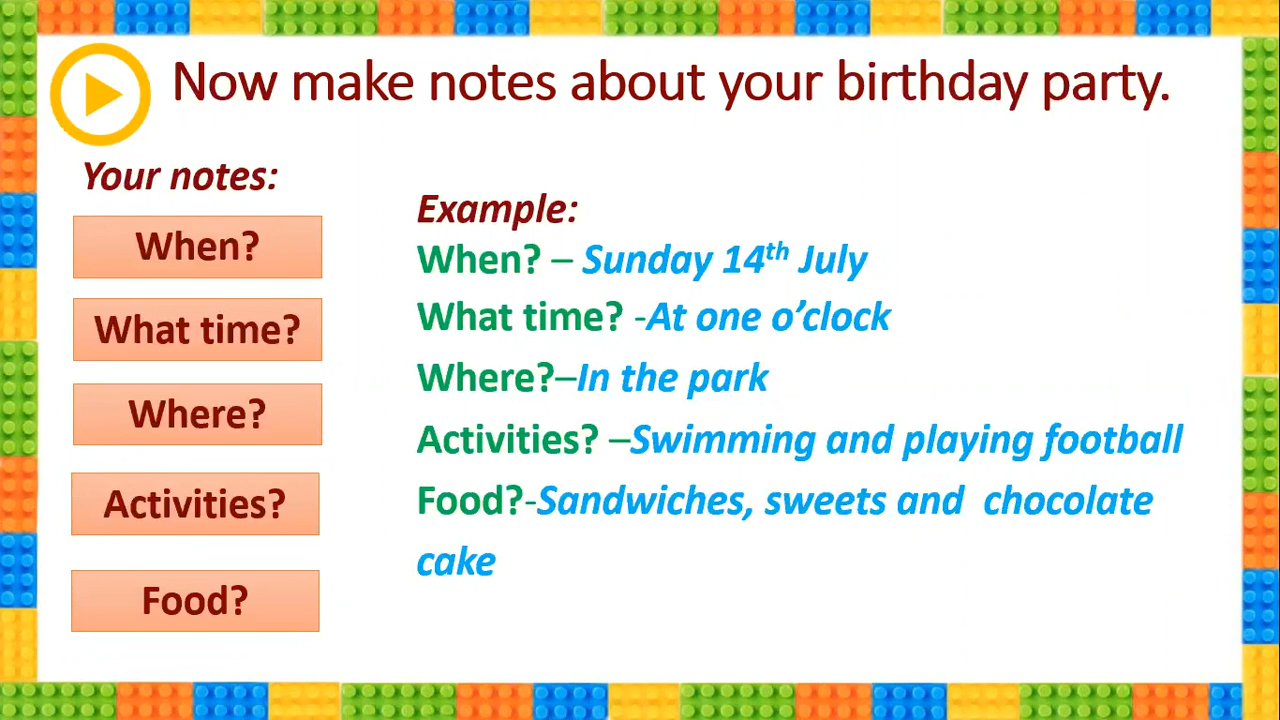 Now make notes about your birthday party.
Your notes:
When?
What time?
Where?
Activities?
Food?
Example:
When? – Sunday 14th July
What time? -At one o’clock
Where?–In the park
Activities? –Swimming and playing football
Food?-Sandwiches, sweets and  chocolate
cake